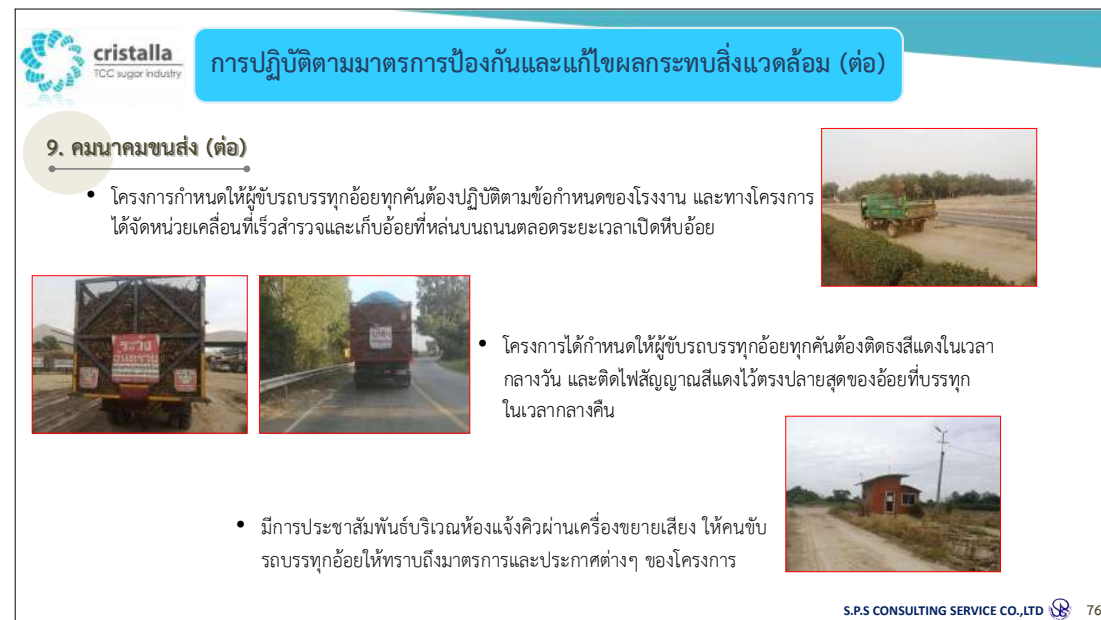 cristalla
TCC sugar industry
การปฏิบัติตามมาตรการป้องกันและแก้ไขผลกระทบสิ่งแวดล้อม (ต่อ)
9. คมนาคมขนส่ง (ต่อ)
• โครงการกำหนดให้ผู้ขับรถบรรทุกอ้อยทุกคันต้องปฏิบัติตามข้อกำหนดของโรงงาน และทางโครงการ
ได้จัดหน่วยเคลื่อนที่เร็วสำรวจและเก็บอ้อยที่หล่นบนถนนตลอดระยะเวลาเปิดหีบอ้อย
ระวัง
อันตราย
• โครงการได้กำหนดให้ผู้ขับรถบรรทุกอ้อยทุกคันต้องติดธงสีแดงในเวลา
กลางวัน และติดไฟสัญญาณสีแดงไว้ตรงปลายสุดของอ้อยที่บรรทุก
ในเวลากลางคืน
• มีการประชาสัมพันธ์บริเวณห้องแจ้งคิวผ่านเครื่องขยายเสียง ให้คนขับ
รถบรรทุกอ้อยให้ทราบถึงมาตรการและประกาศต่างๆ ของโครงการ
S.P.S CONSULTING SERVICE CO.,LTD 76